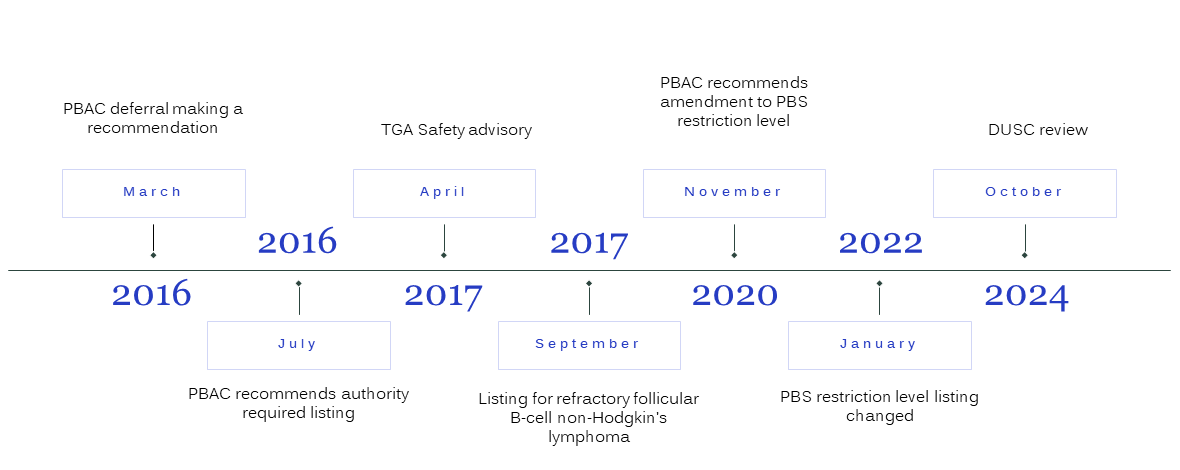 PBAC deferral making a
recommendation
March
2016
2016
July
PBAC recommends authority
required listing
TGA Safety advisory
April
2017
2017
September
Listing for refractory follicular
B-cell non-Hodgkin's
lymphoma
PBAC recommends
amendment to PBS
restriction level
November
2020
2022
January
PBS restriction level listing
changed
DUSC review
October
2024